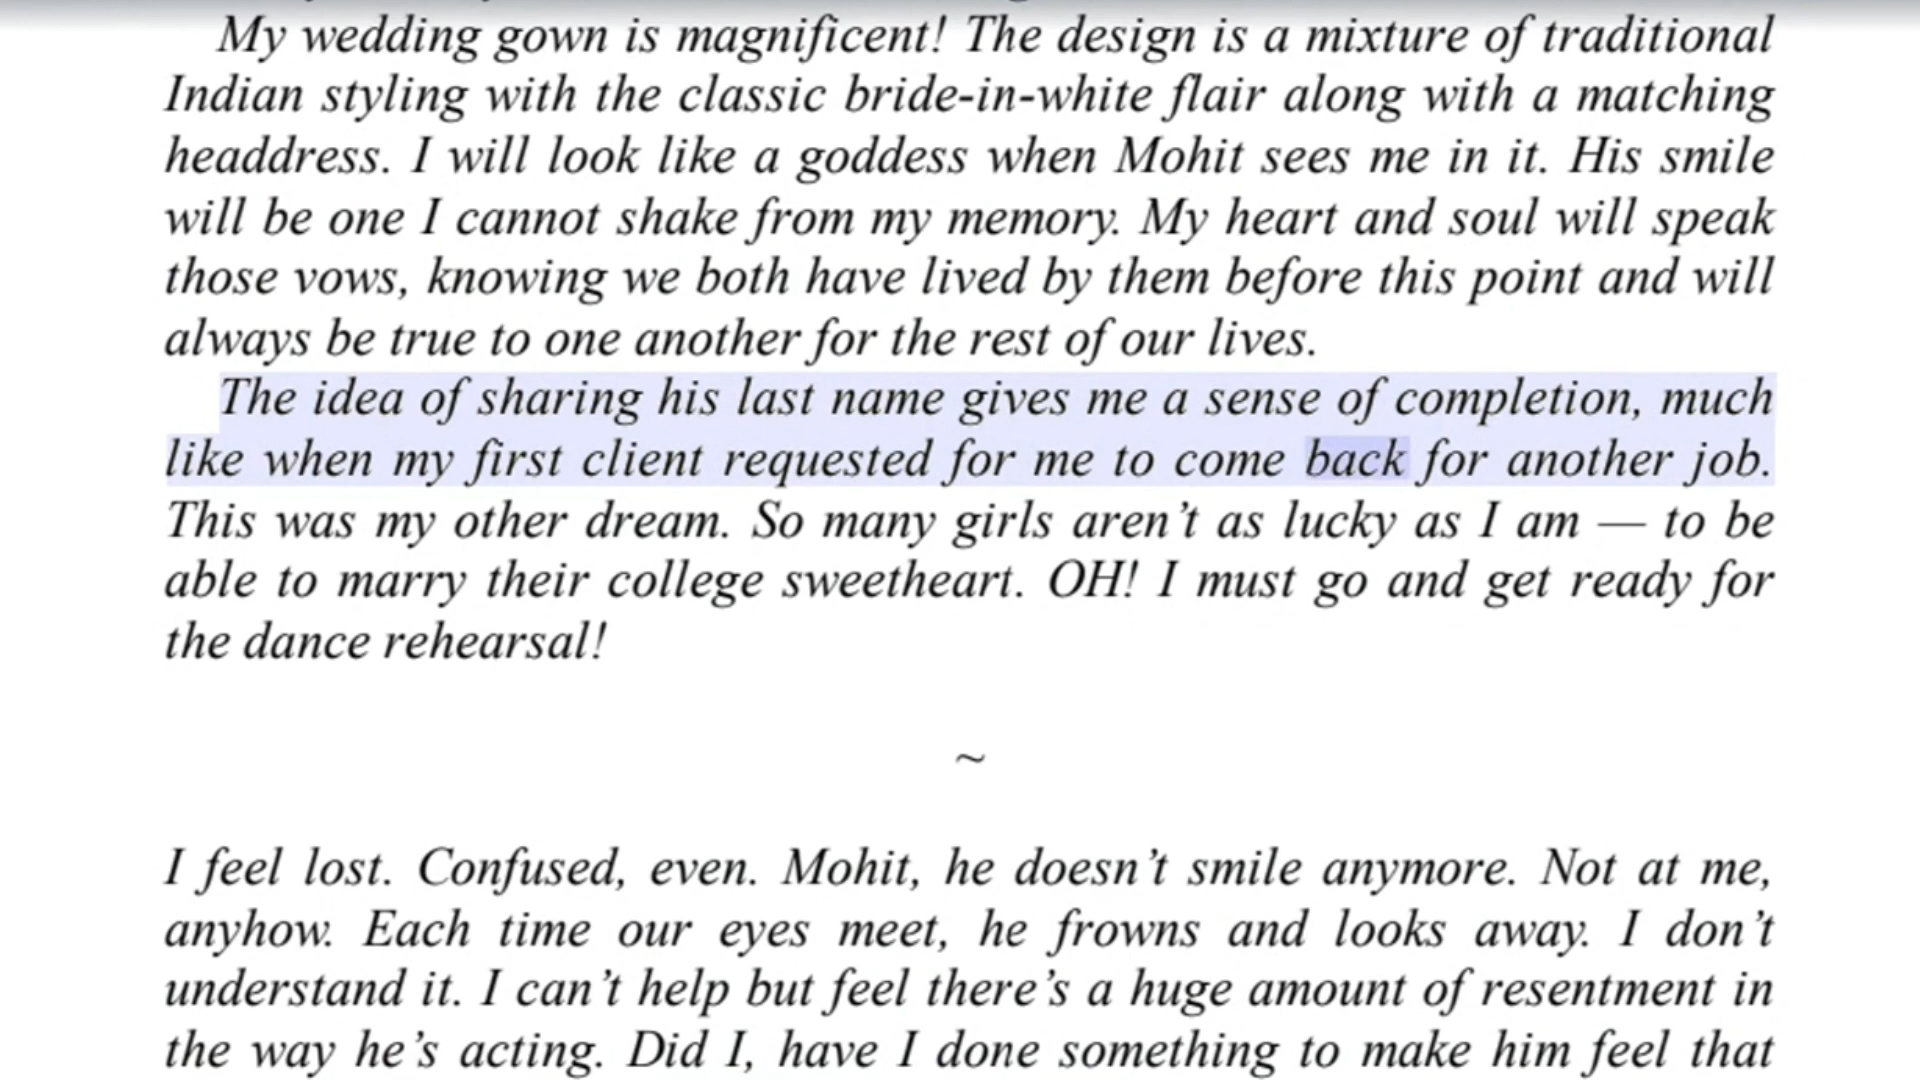 My wedding gown is magnificent! The design is a mixture of traditional
Indian styling with the classic bride-in-white flair along with a matching
headdress. I will look like a goddess when Mohit sees me in it. His smile
will be one I cannot shake from my memory. My heart and soul will speak
those vows, knowing we both have lived by them before this point and will
always be true to one another for the rest of our lives.
The idea of sharing his last name gives me a sense of completion, much
like when my first client requested for me to come back for another job.
This was my other dream. So many girls aren’t as lucky as I am — to be
able to marry their college sweetheart. OH! I must go and get ready for
the dance rehearsal!
~
I feel lost. Confused, even. Mohit, he doesn’t smile anymore. Not at me,
anyhow. Each time our eyes meet, he frowns and looks away. I don’t
understand it. I can’t help but feel there’s a huge amount of resentment in
the way he’s acting. Did I, have I done something to make him feel that